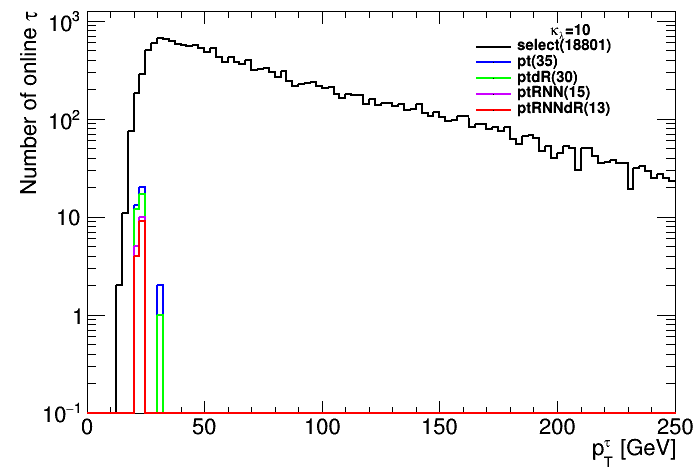 Number of online τ
10³
10²
10
1
10⁻¹
κλ=10
select(18801)
pt(35)
ptdR(30)
ptRNN(15)
ptRNNdR(13)
0 50 100 150 200 250
pTτ [GeV]